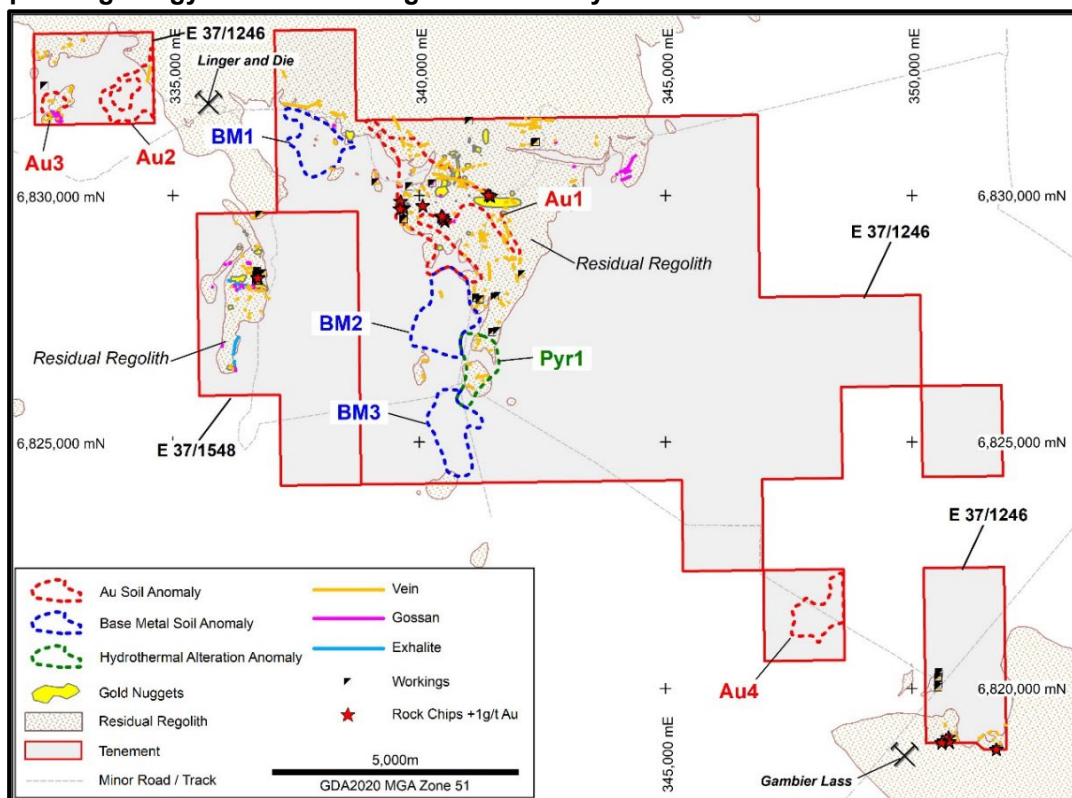 E 37/1246
Linger and Die
335,000 mE
340,000 mE
345,000 mE
350,000 mE
Au3
Au2
BM1
6,830,000 mN
6,830,000 mN
Au1
E 37/1246
Residual Regolith
BM2
Residual Regolith
Pyr1
BM3
6,825,000 mN
6,825,000 mN
E 37/1548
E 37/1246
Au Soil Anomaly
Base Metal Soil Anomaly
Hydrothermal Alteration Anomaly
Gold Nuggets
Residual Regolith
Tenement
Minor Road / Track
Vein
Gossan
Exhalite
Workings
Rock Chips +1g/t Au
5,000m
GDA2020 MGA Zone 51
Au4
6,820,000 mN
345,000 mE
Gambier Lass